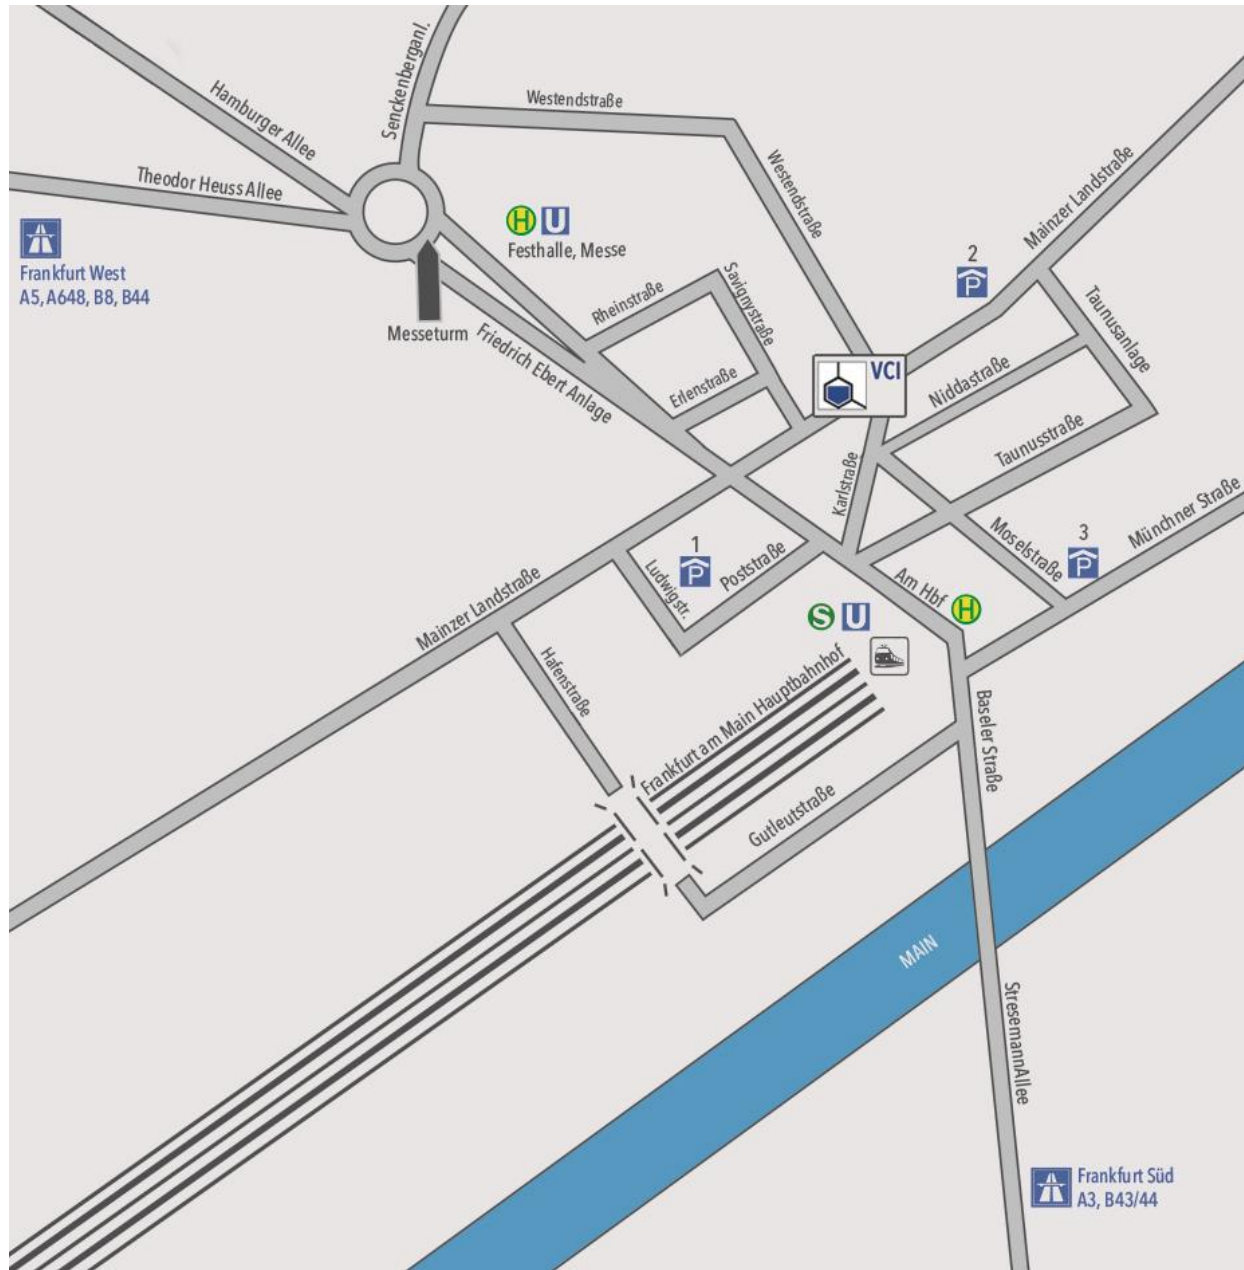 Senckenberganl.
Hamburger Allee
Westendstraße
Theodor Heuss Allee
Westendstraße
Mainzer Landstraße
H U
Festhalle, Messe
Frankfurt West
A5, A648, B8, B44
2
P
Rheinstraße
Savignystraße
Taunusanlage
Messeturm
Friedrich Ebert Anlage
Erlenstraße
VCI
Niddastraße
Taunusstraße
Karlstraße
Münchner Straße
1
P
Ludwigstr.
Poststraße
Moselstraße
3
P
Am Hbf
H
Mainzer Landstraße
S U
Hafenstraße
Frankfurt am Main Hauptbahnhof
Baseler Straße
Gutleutstraße
MAIN
StresemannAllee
Frankfurt Süd
A3, B43/44